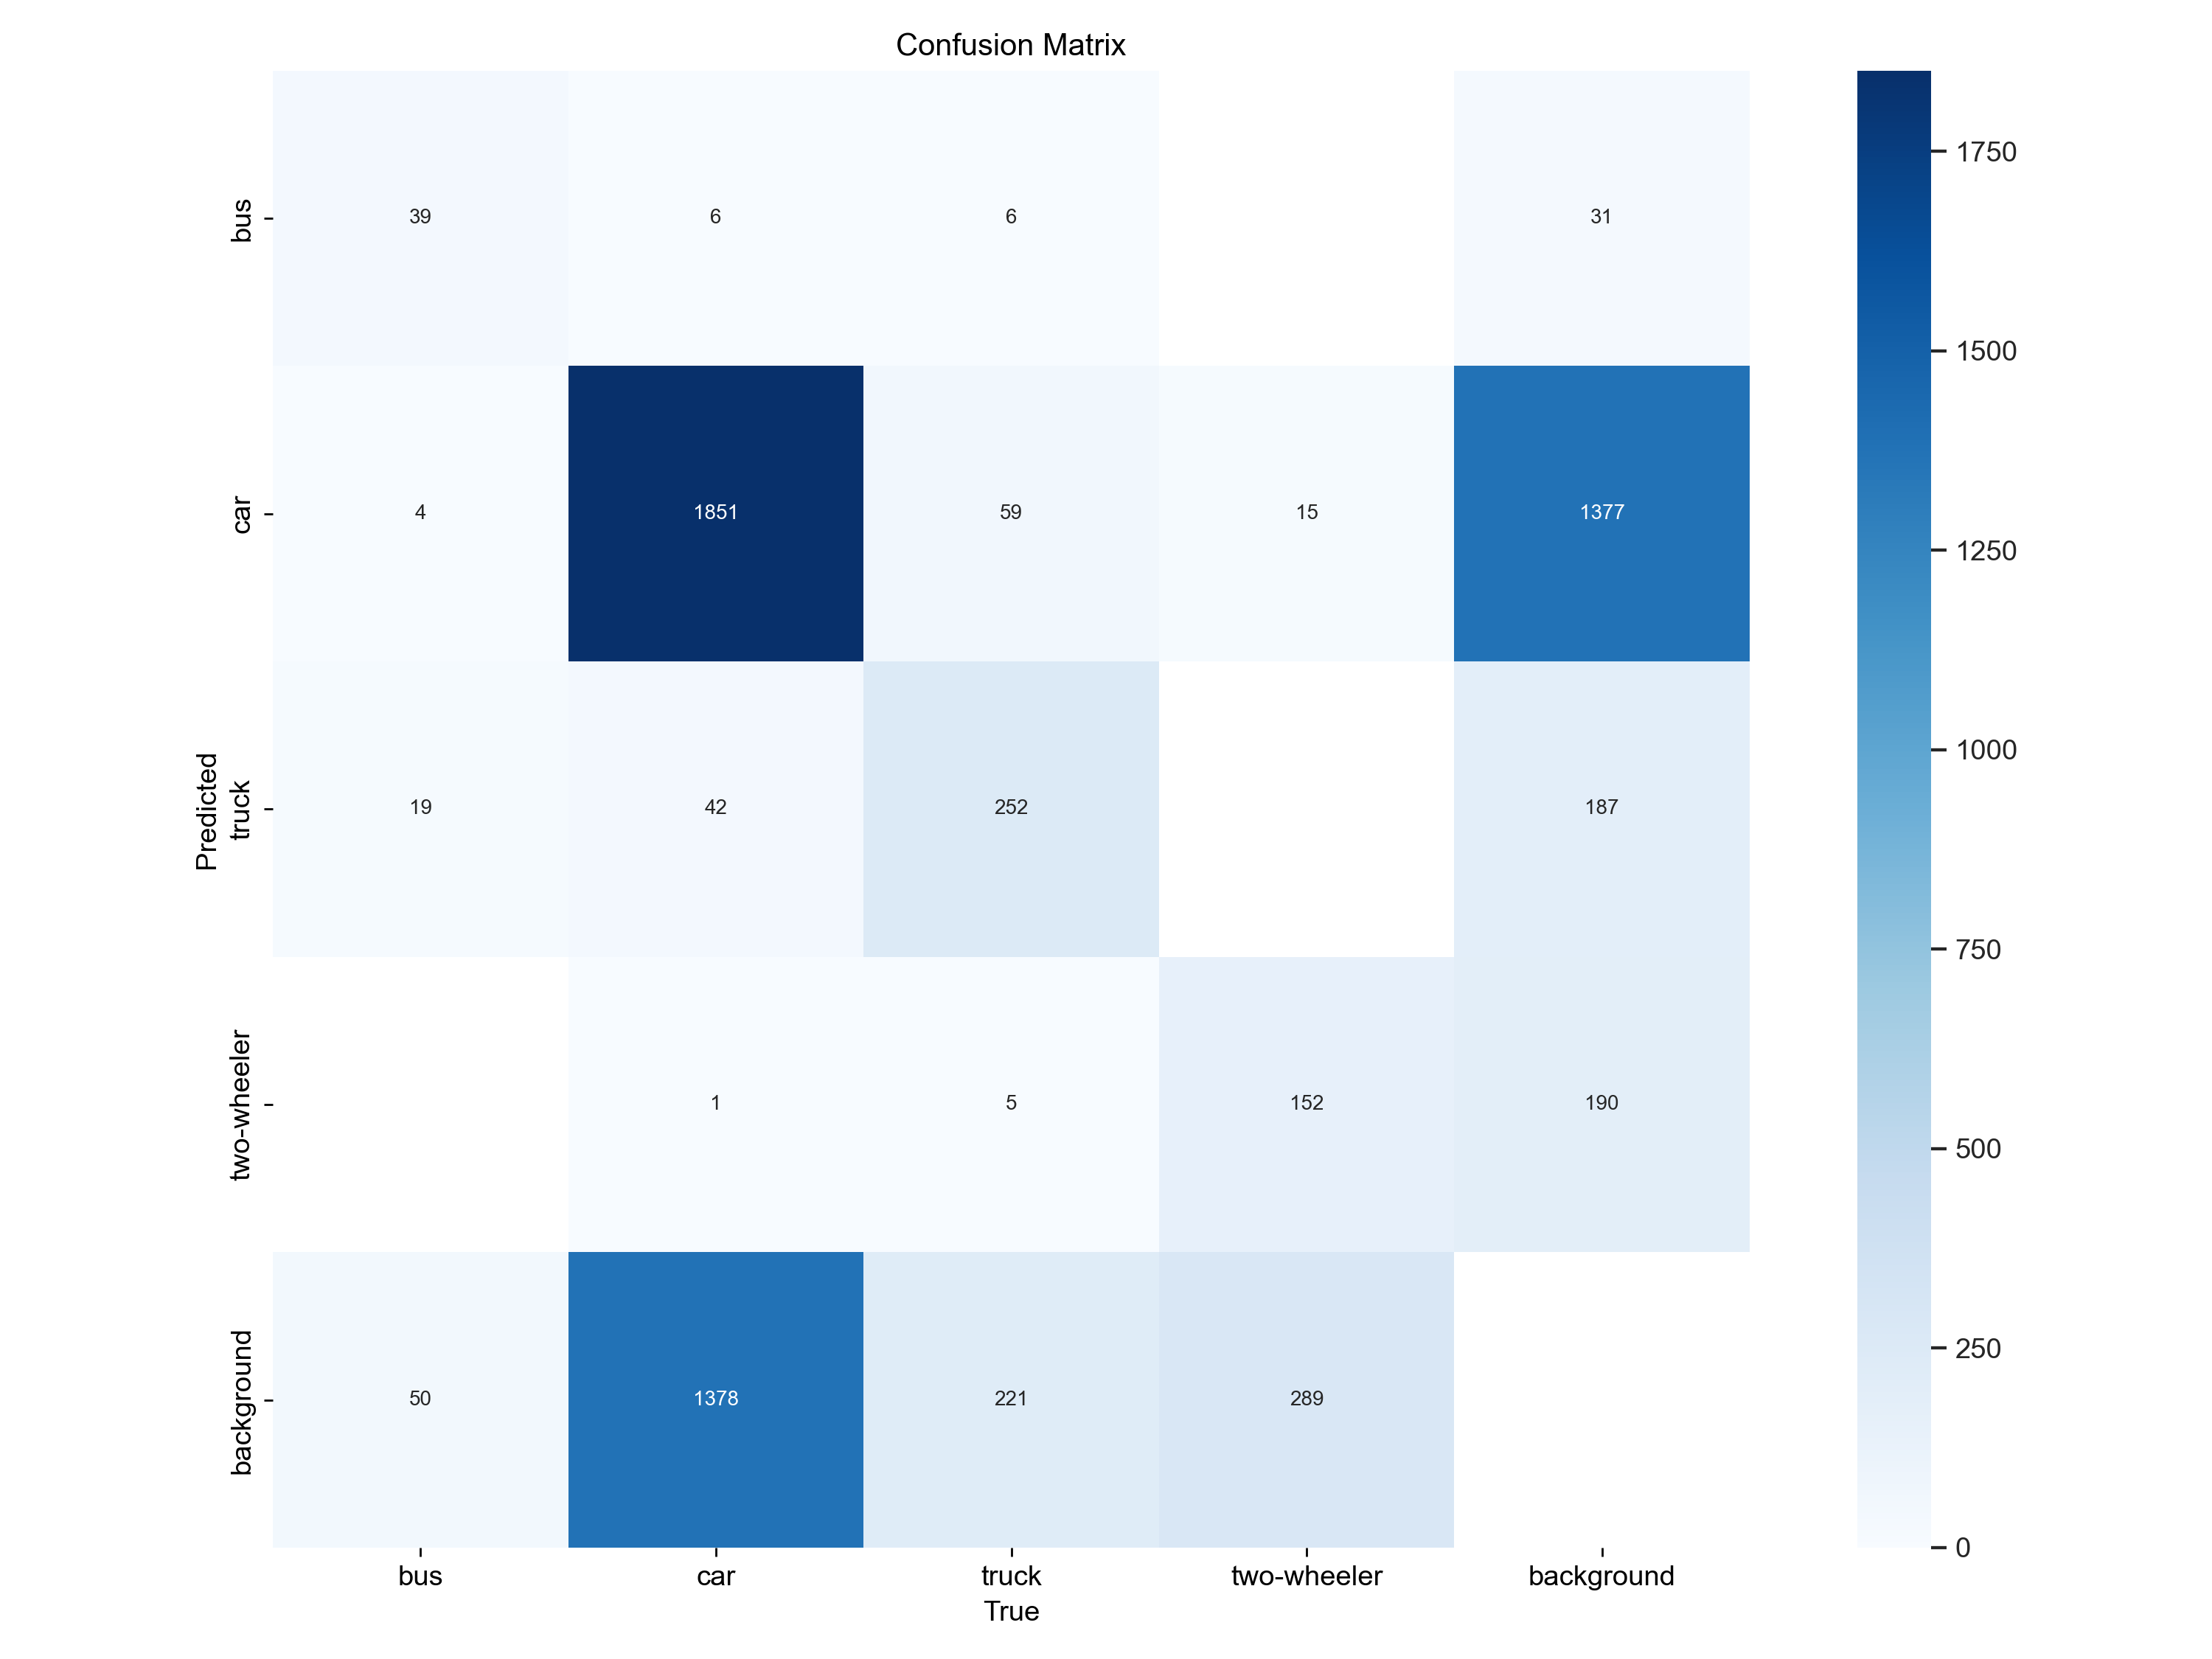 Confusion Matrix
bus
39 6 6 31
car
4 1851 59 15 1377
Predicted
truck
19 42 252 187
two-wheeler
1 5 152 190
background
50 1378 221 289
bus car truck two-wheeler background
True
1750
1500
1250
1000
750
500
250
0